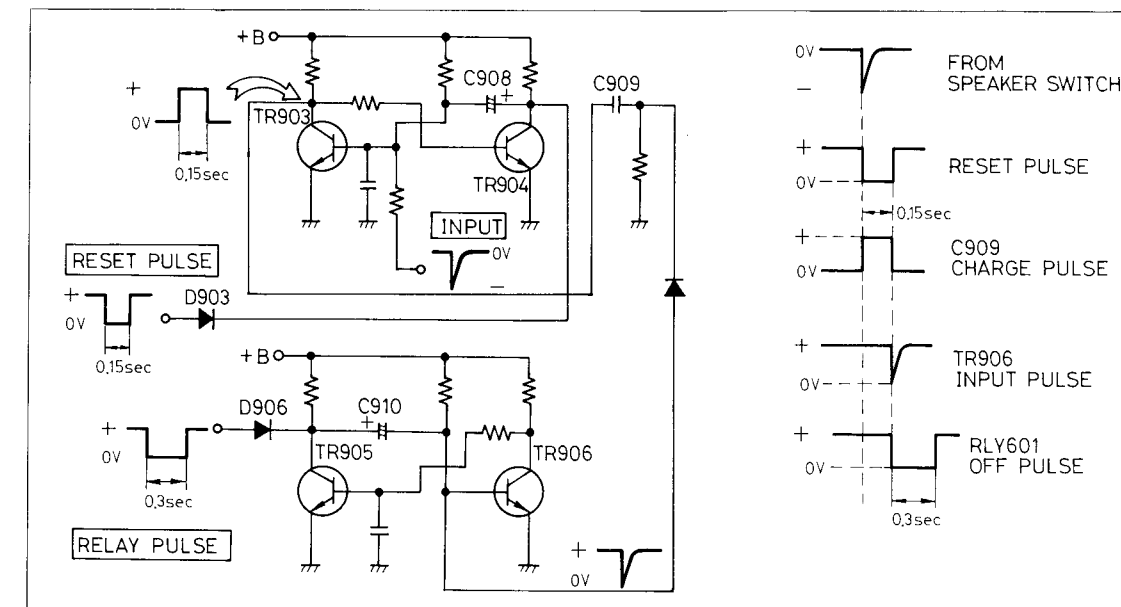 +B
C908
+
C909
+
0V
TR903
0.15sec
TR904
INPUT
0V
-
RESET PULSE
+
0V
D903
0.15sec
+B
D906
C910
+
+
0V
TR905
TR906
0.3sec
RELAY PULSE
+
0V
0V
-
FROM
SPEAKER SWITCH
+
0V
RESET PULSE
0.15sec
+
0V
C909
CHARGE PULSE
+
0V
TR906
INPUT PULSE
+
0V
RLY601
OFF PULSE
0.3sec